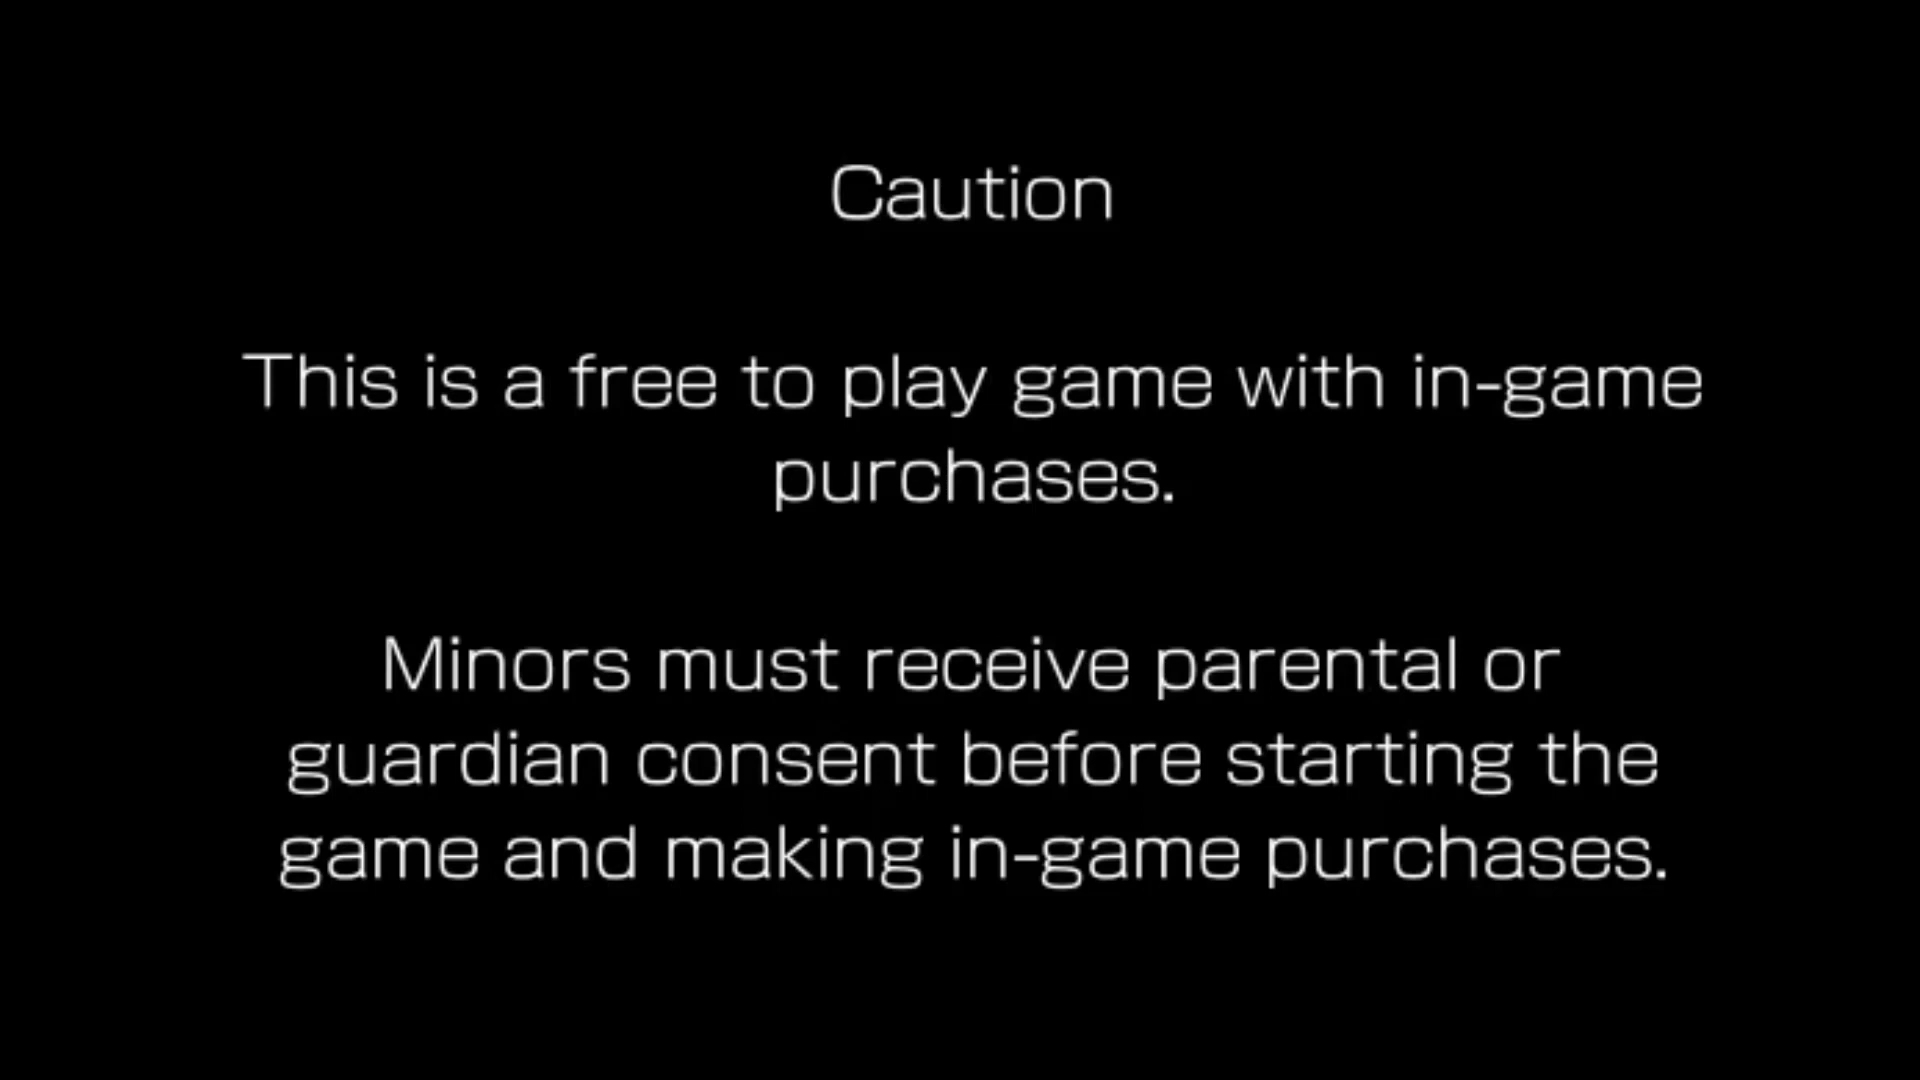 Caution
This is a free to play game with in-game
purchases.
Minors must receive parental or
guardian consent before starting the
game and making in-game purchases.